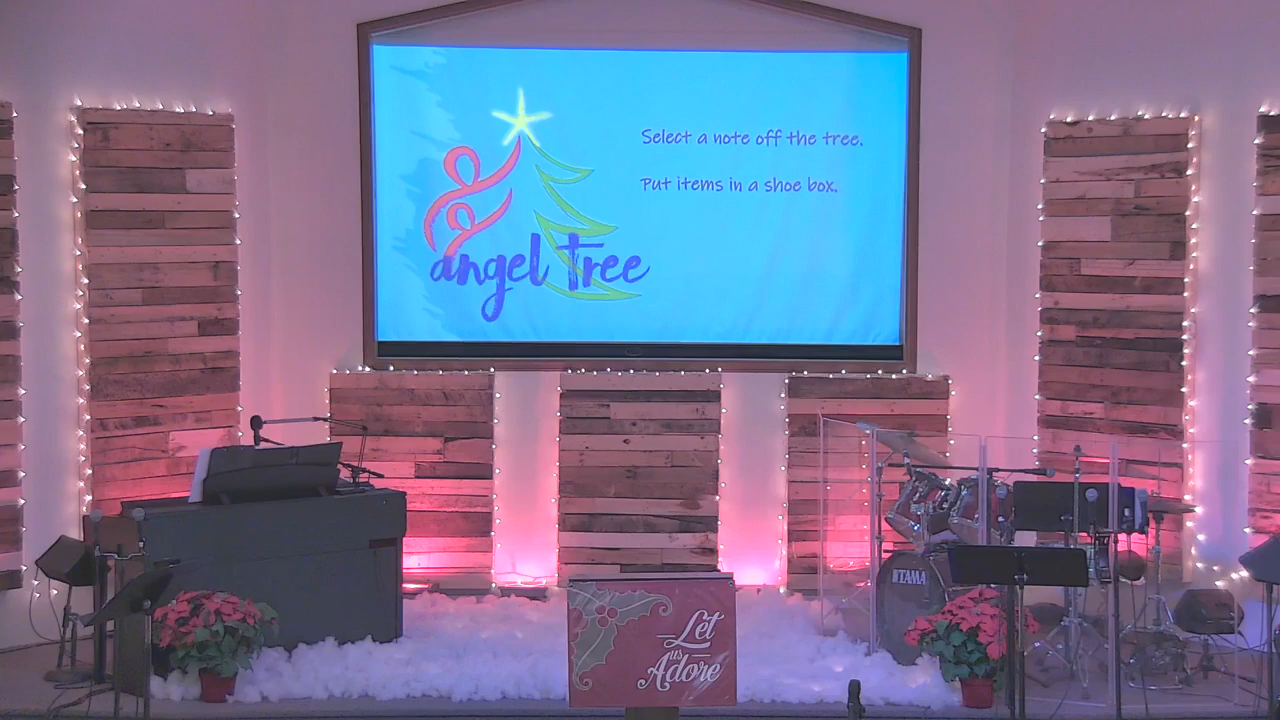 Select a note off the tree.
Put items in a shoe box.
angel tree
TAMA
Let
us
Adore